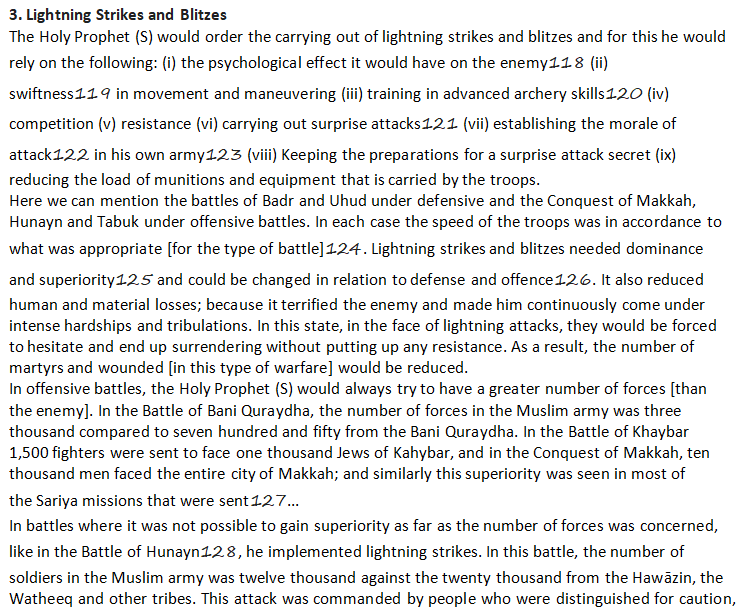 3. Lightning Strikes and Blitzes
The Holy Prophet (S) would order the carrying out of lightning strikes and blitzes and for this he would
rely on the following: (i) the psychological effect it would have on the enemy118 (ii)
swiftness119 in movement and maneuvering (iii) training in advanced archery skills120 (iv)
competition (v) resistance (vi) carrying out surprise attacks121 (vii) establishing the morale of
attack122 in his own army123 (viii) Keeping the preparations for a surprise attack secret (ix)
reducing the load of munitions and equipment that is carried by the troops.
Here we can mention the battles of Badr and Uhud under defensive and the Conquest of Makkah,
Hunayn and Tabuk under offensive battles. In each case the speed of the troops was in accordance to
what was appropriate [for the type of battle]124. Lightning strikes and blitzes needed dominance
and superiority125 and could be changed in relation to defense and offence126. It also reduced
human and material losses; because it terrified the enemy and made him continuously come under
intense hardships and tribulations. In this state, in the face of lightning attacks, they would be forced
to hesitate and end up surrendering without putting up any resistance. As a result, the number of
martyrs and wounded [in this type of warfare] would be reduced.
In offensive battles, the Holy Prophet (S) would always try to have a greater number of forces [than
the enemy]. In the Battle of Bani Quraydha, the number of forces in the Muslim army was three
thousand compared to seven hundred and fifty from the Bani Quraydha. In the Battle of Khaybar
1,500 fighters were sent to face one thousand Jews of Kahybar, and in the Conquest of Makkah, ten
thousand men faced the entire city of Makkah; and similarly this superiority was seen in most of
the Sariya missions that were sent127...
In battles where it was not possible to gain superiority as far as the number of forces was concerned,
like in the Battle of Hunayn128, he implemented lightning strikes. In this battle, the number of
soldiers in the Muslim army was twelve thousand against the twenty thousand from the Hawāzin, the
Watheeq and other tribes. This attack was commanded by people who were distinguished for caution,